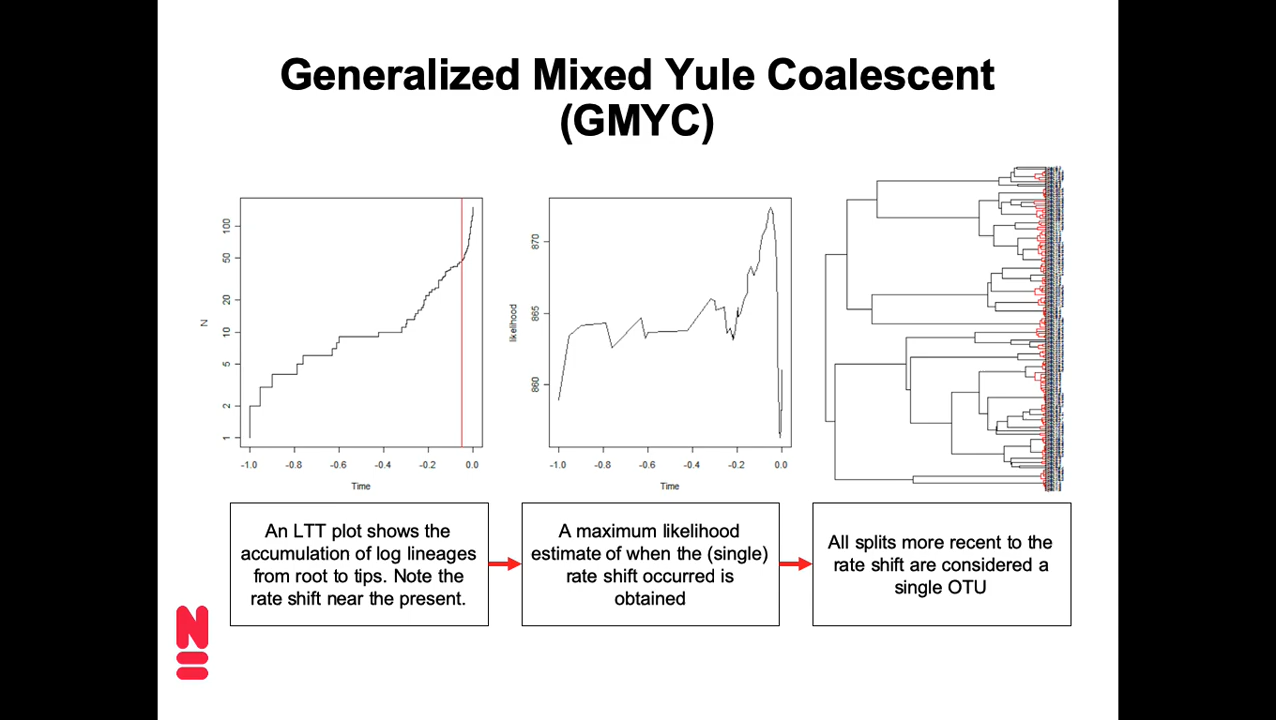 Generalized Mixed Yule Coalescent
(GMYC)
N
1
2
5
10
20
50
100
-1.0 -0.8 -0.6 -0.4 -0.2 0.0
Time
likelihood
860
865
870
-1.0 -0.8 -0.6 -0.4 -0.2 0.0
Time
An LTT plot shows the
accumulation of log lineages
from root to tips. Note the
rate shift near the present.
A maximum likelihood
estimate of when the (single)
rate shift occurred is
obtained
All splits more recent to the
rate shift are considered a
single OTU